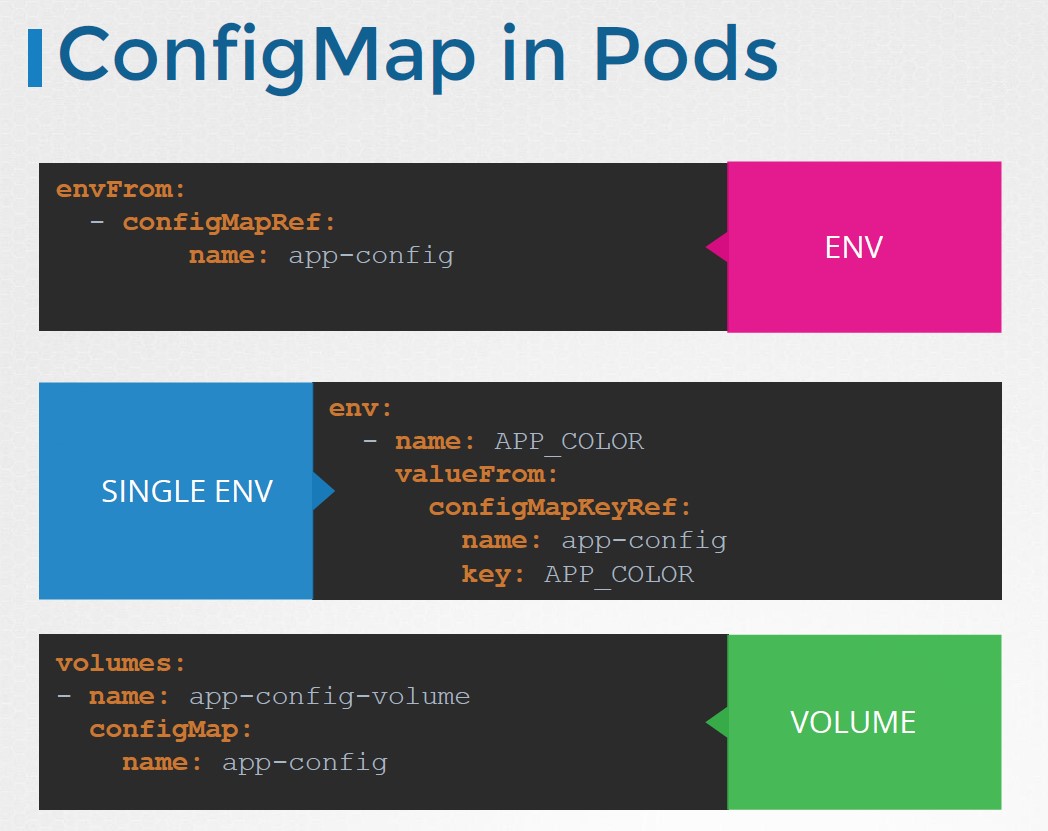 ConfigMap in Pods
envFrom:
  - configMapRef:
        name: app-config
ENV
SINGLE ENV
env:
  - name: APP_COLOR
    valueFrom:
      configMapKeyRef:
        name: app-config
        key: APP_COLOR
volumes:
- name: app-config-volume
  configMap:
    name: app-config
VOLUME